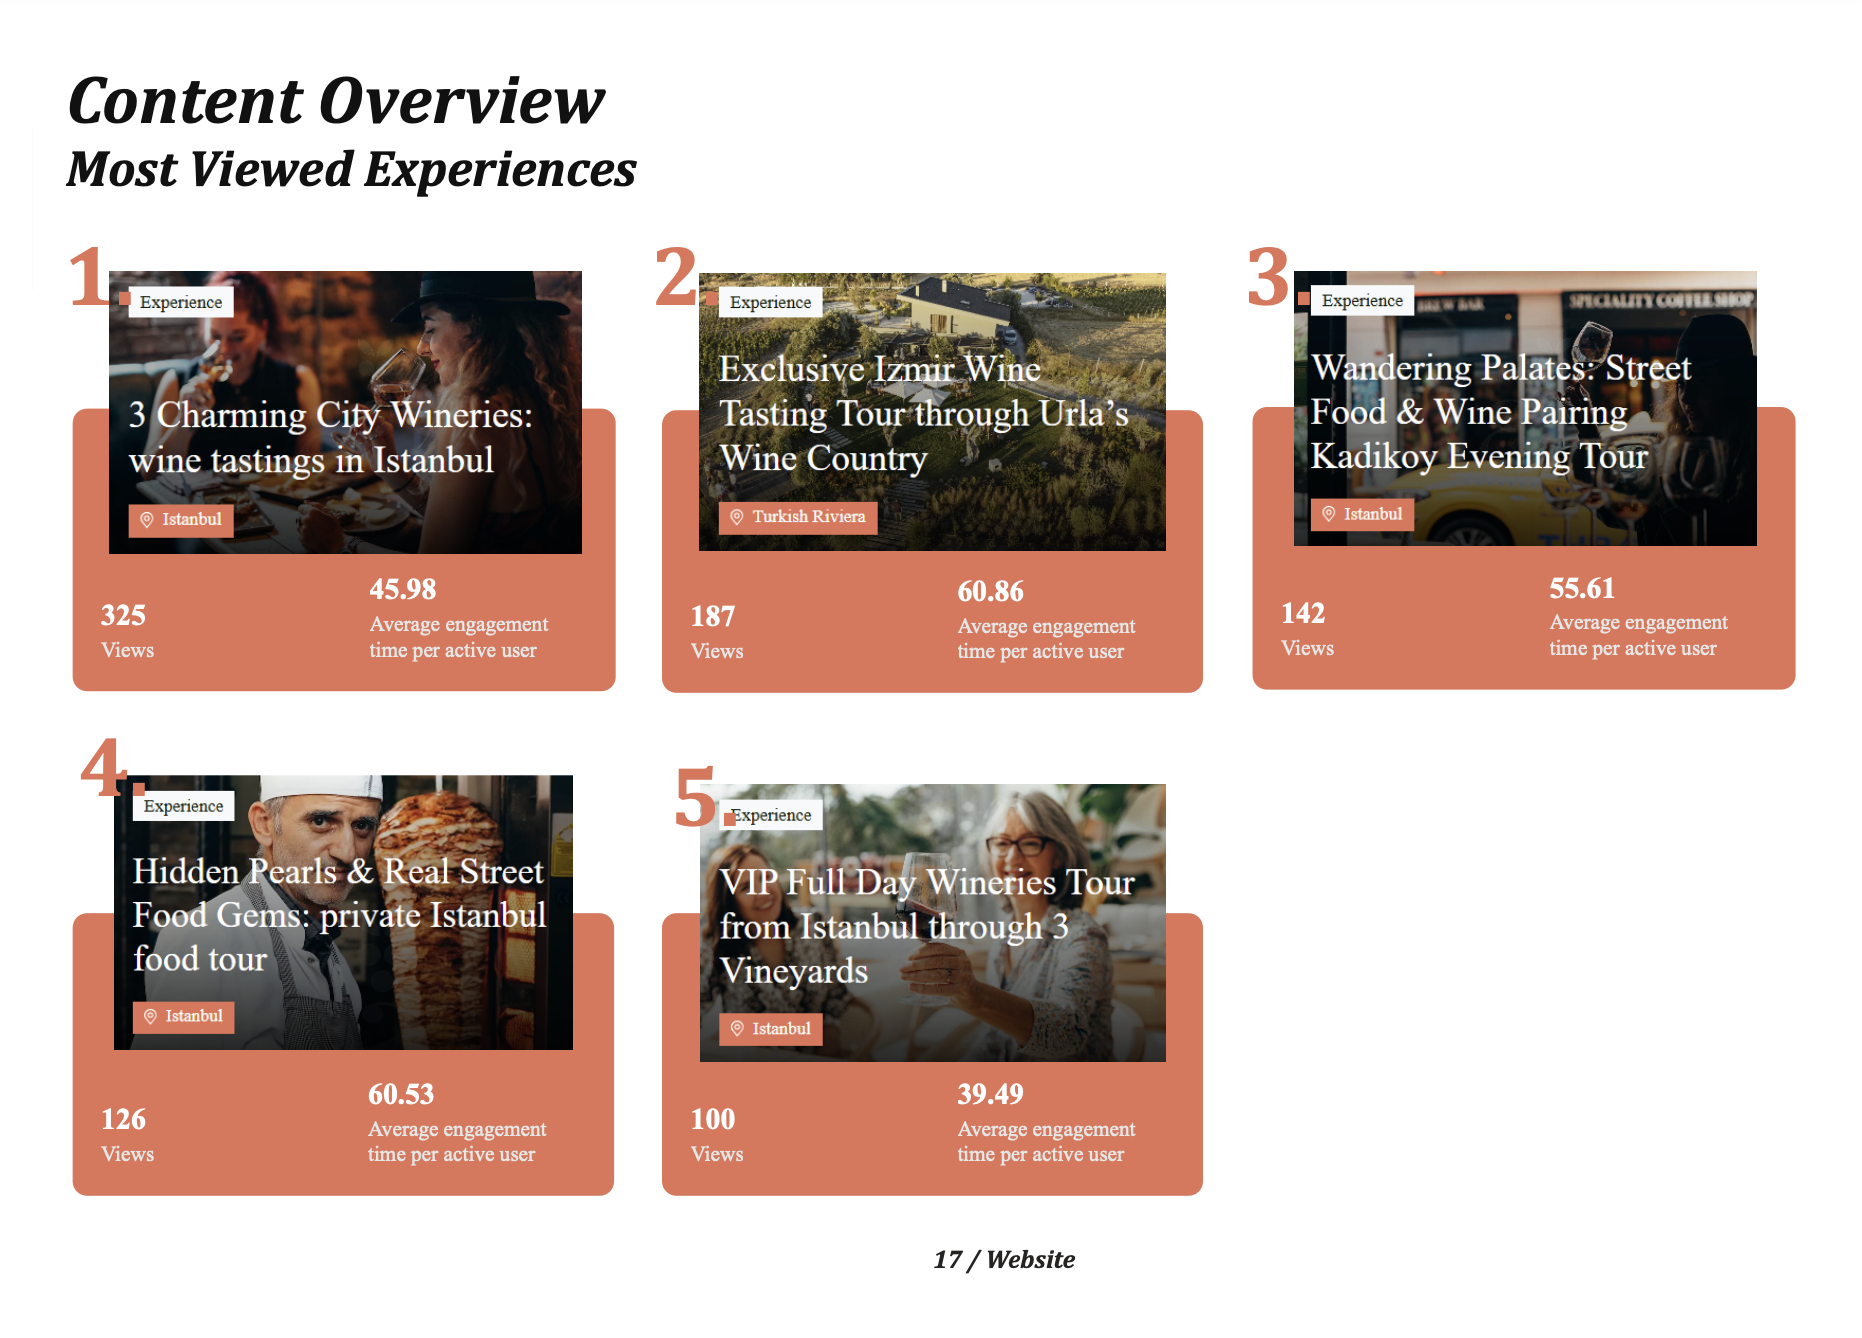 Content Overview
Most Viewed Experiences
1.
Experience
3 Charming City Wineries:
wine tastings in Istanbul
Istanbul
325
Views
45.98
Average engagement
time per active user
2.
Experience
Exclusive Izmir Wine
Tasting Tour through Urla’s
Wine Country
Turkish Riviera
187
Views
60.86
Average engagement
time per active user
3.
BREW BAR
SPECIALITY COFFEE SHOP
Experience
Wandering Palates: Street
Food & Wine Pairing
Kadikoy Evening Tour
Istanbul
142
Views
55.61
Average engagement
time per active user
4.
Experience
Hidden Pearls & Real Street
Food Gems: private Istanbul
food tour
Istanbul
126
Views
60.53
Average engagement
time per active user
5.
Experience
VIP Full Day Wineries Tour
from Istanbul through 3
Vineyards
Istanbul
100
Views
39.49
Average engagement
time per active user
17 / Website